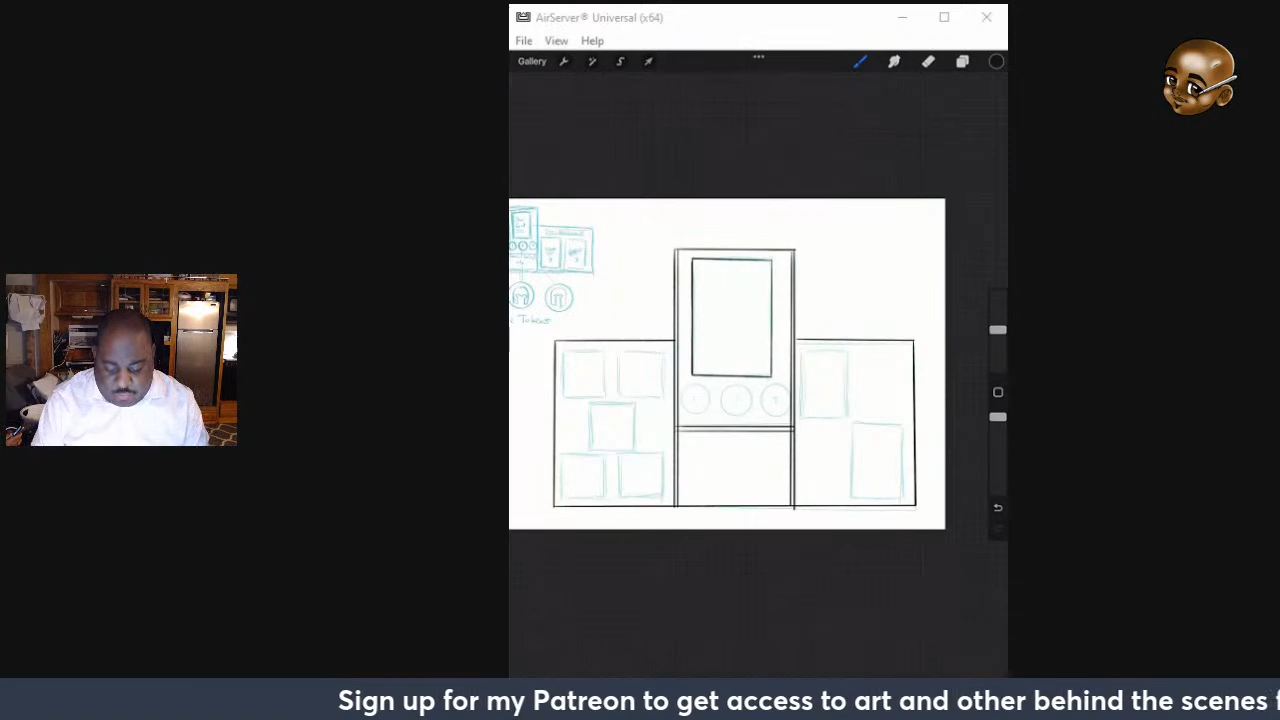 AirServer® Universal (x64)
File View Help
Gallery
Tokens
Sign up for my Patreon to get access to art and other behind the scenes